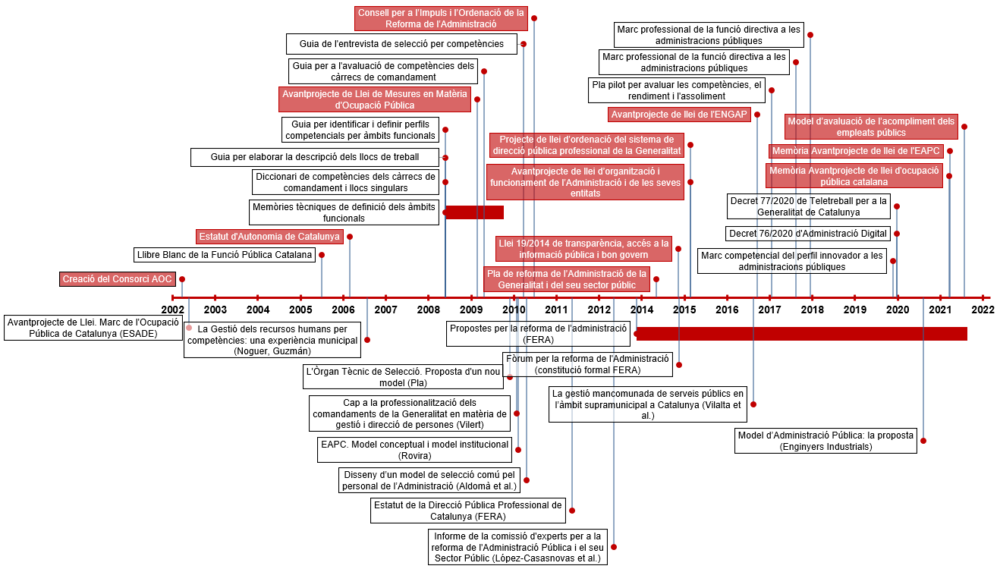 Consell per a l’Impuls i l’Ordenació de la
Reforma de l’Administració
Guia de l'entrevista de selecció per competències
Guia per a l'avaluació de competències dels
càrrecs de comandament
Avantprojecte de Llei de Mesures en Matèria
d'Ocupació Pública
Guia per identificar i definir perfils
competencials per àmbits funcionals
Guia per elaborar la descripció dels llocs de treball
Diccionari de competències dels càrrecs de
comandament i llocs singulars
Memòries tècniques de definició dels àmbits
funcionals
Estatut d'Autonomia de Catalunya
Llibre Blanc de la Funció Pública Catalana
Creació del Consorci AOC
Marc professional de la funció directiva a les
administracions públiques
Marc professional de la funció directiva a les
administracions públiques
Pla pilot per avaluar les competències, el
rendiment i l'assoliment
Avantprojecte de llei de l'ENGAP
Projecte de llei d’ordenació del sistema de
direcció pública professional de la Generalitat
Avantprojecte de llei d’organització i
funcionament de l’Administració i de les seves
entitats
Llei 19/2014 de transparència, accés a la
informació pública i bon govern
Pla de reforma de l’Administració de la
Generalitat i del seu sector públic
Model d’avaluació de l’acompliment dels
empleats públics
Memòria Avantprojecte de llei de l'EAPC
Memòria Avantprojecte de llei d'ocupació
pública catalana
Decret 77/2020 de Teletreball per a la
Generalitat de Catalunya
Decret 76/2020 d’Administració Digital
Marc competencial del perfil innovador a les
administracions públiques
2002 2003 2004 2005 2006 2007 2008 2009 2010 2011 2012 2013 2014 2015 2016 2017 2018 2019 2020 2021 2022
Avantprojecte de Llei. Marc de l'Ocupació
Pública de Catalunya (ESADE)
La Gestió dels recursos humans per
competències: una experiència municipal
(Noguer, Guzmán)
L’Òrgan Tècnic de Selecció. Proposta d'un nou
model (Pla)
Cap a la professionalització dels
comandaments de la Generalitat en matèria de
gestió i direcció de persones (Vilert)
EAPC. Model conceptual i model institucional
(Rovira)
Disseny d’un model de selecció comú pel
personal de l’Administració (Aldomà et al.)
Estatut de la Direcció Pública Professional de
Catalunya (FERA)
Informe de la comissió d'experts per a la
reforma de l'Administració Pública i el seu
Sector Públic (López-Casasnovas et al.)
Propostes per la reforma de l’administració
(FERA)
Fòrum per la reforma de l'Administració
(constitució formal FERA)
La gestió mancomunada de serveis públics en
l’àmbit supramunicipal a Catalunya (Vilalta et
al.)
Model d’Administració Pública: la proposta
(Enginyers Industrials)